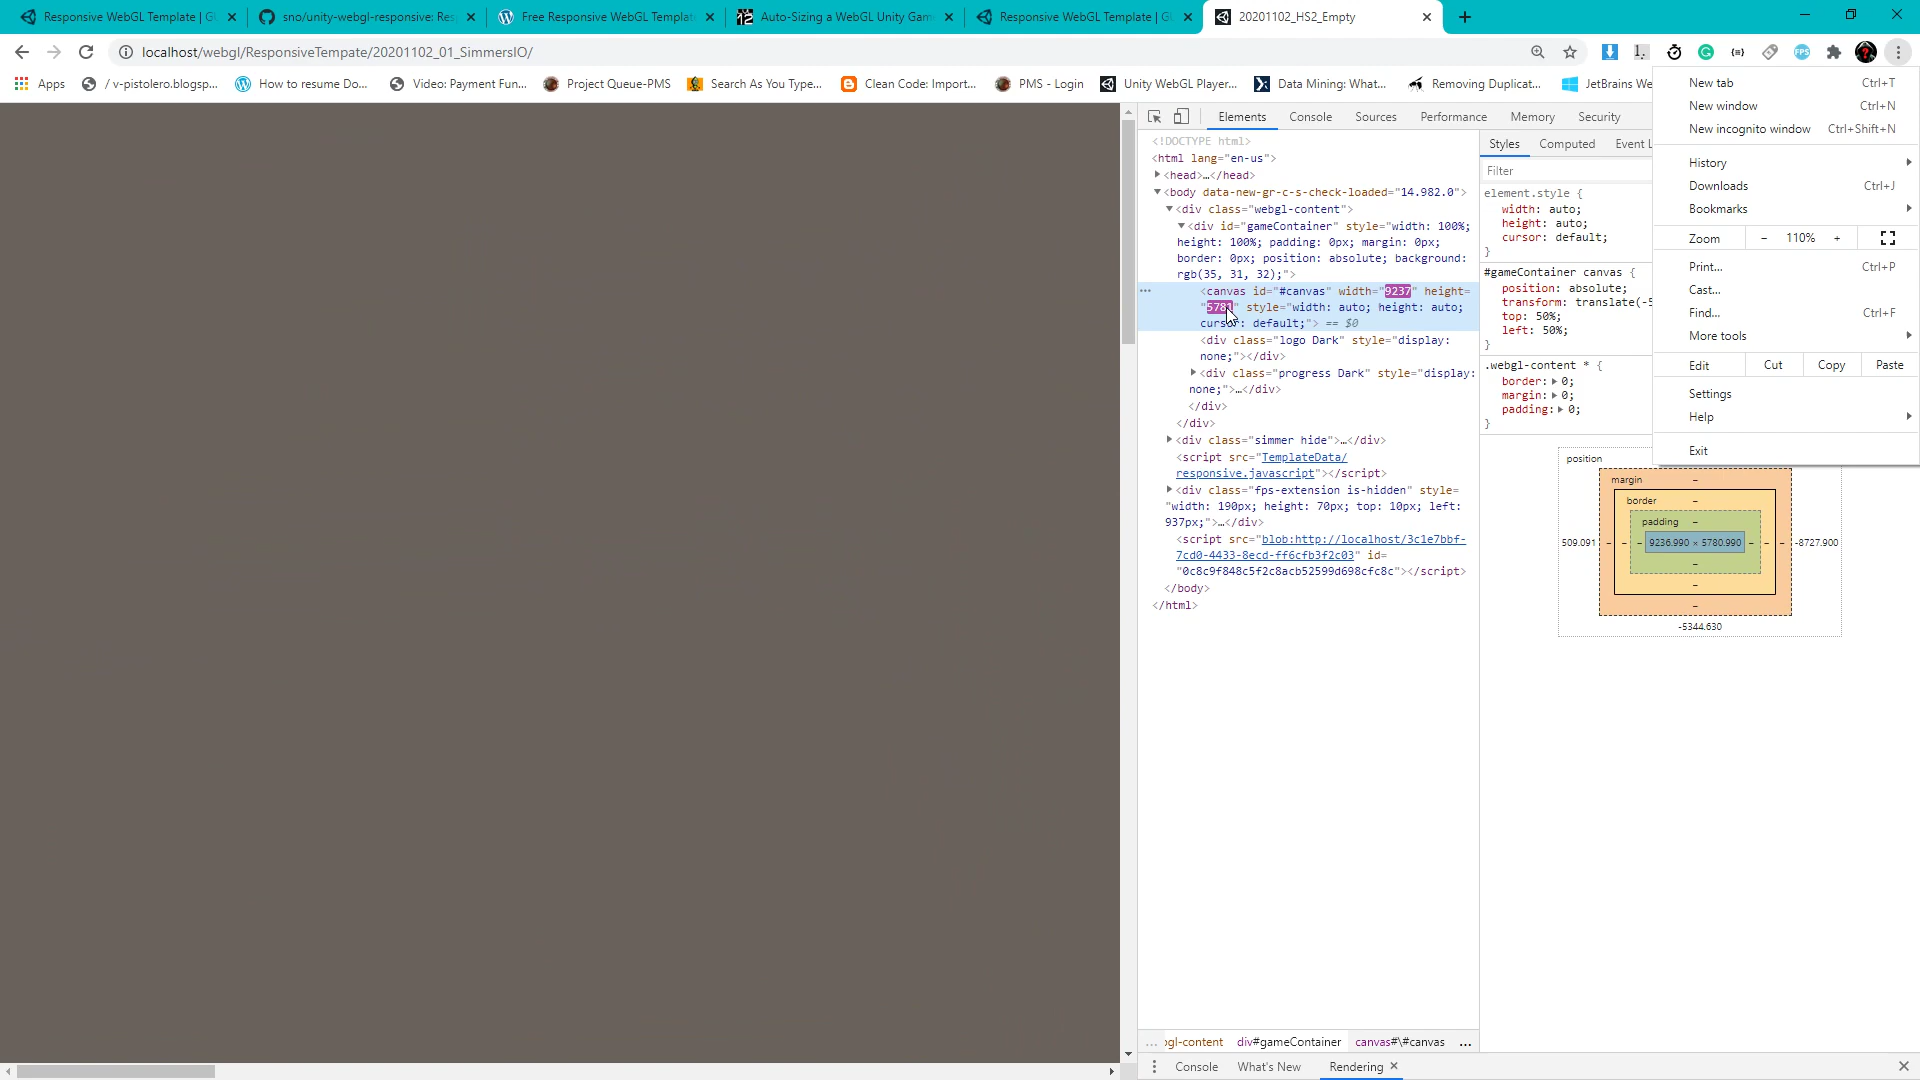 Responsive WebGL Template | G
sno/unity-webgl-responsive: Res
Free Responsive WebGL Templat
Auto-Sizing a WebGL Unity Gam
Responsive WebGL Template | G
20201102_HS2_Empty
localhost/webgl/ResponsiveTempate/20201102_01_SimmersIO/
Apps
/ v-pistolero.blogsp...
How to resume Do...
Video: Payment Fun...
Project Queue-PMS
Search As You Type...
Clean Code: Import...
PMS - Login
Unity WebGL Player...
Data Mining: What...
Removing Duplicat...
JetBrains We
New tab Ctrl+T
New window Ctrl+N
New incognito window Ctrl+Shift+N
History
Downloads Ctrl+J
Bookmarks
Zoom - 110% +
Print... Ctrl+P
Cast...
Find... Ctrl+F
More tools
Edit Cut Copy Paste
Settings
Help
Exit
Elements Console Sources Performance Memory Security
<!DOCTYPE html>
<html lang="en-us">
<head>…</head>
<body data-new-gr-c-s-check-loaded="14.982.0">
<div class="webgl-content">
<div id="gameContainer" style="width: 100%;
height: 100%; padding: 0px; margin: 0px;
border: 0px; position: absolute; background:
rgb(35, 31, 32);">
<canvas id="#canvas" width="9237" height=
"5781" style="width: auto; height: auto;
cursor: default;"> == $0
<div class="logo Dark" style="display:
none;"></div>
<div class="progress Dark" style="display:
none;">…</div>
</div>
</div>
<div class="simmer hide">…</div>
<script src="TemplateData/
responsive.javascript"></script>
<div class="fps-extension is-hidden" style=
"width: 190px; height: 70px; top: 10px; left:
937px;">…</div>
<script src="blob:http://localhost/3c1e7bbf-
7cd0-4433-8ecd-ff6cfb3f2c03" id=
"0c8c9f848c5f2c8acb52599d698cfc8c"></script>
</body>
</html>
... ogl-content div#gameContainer canvas#\#canvas ...
Styles Computed Event L
Filter
element.style {
width: auto;
height: auto;
cursor: default;
}
#gameContainer canvas {
position: absolute;
transform: translate(-5
top: 50%;
left: 50%;
}
.webgl-content * {
border: 0;
margin: 0;
padding: 0;
}
position
margin -
border -
padding -
509.091 - - - 9236.990 × 5780.990 - - - -8727.900
-
-
-
-5344.630
Console What's New Rendering